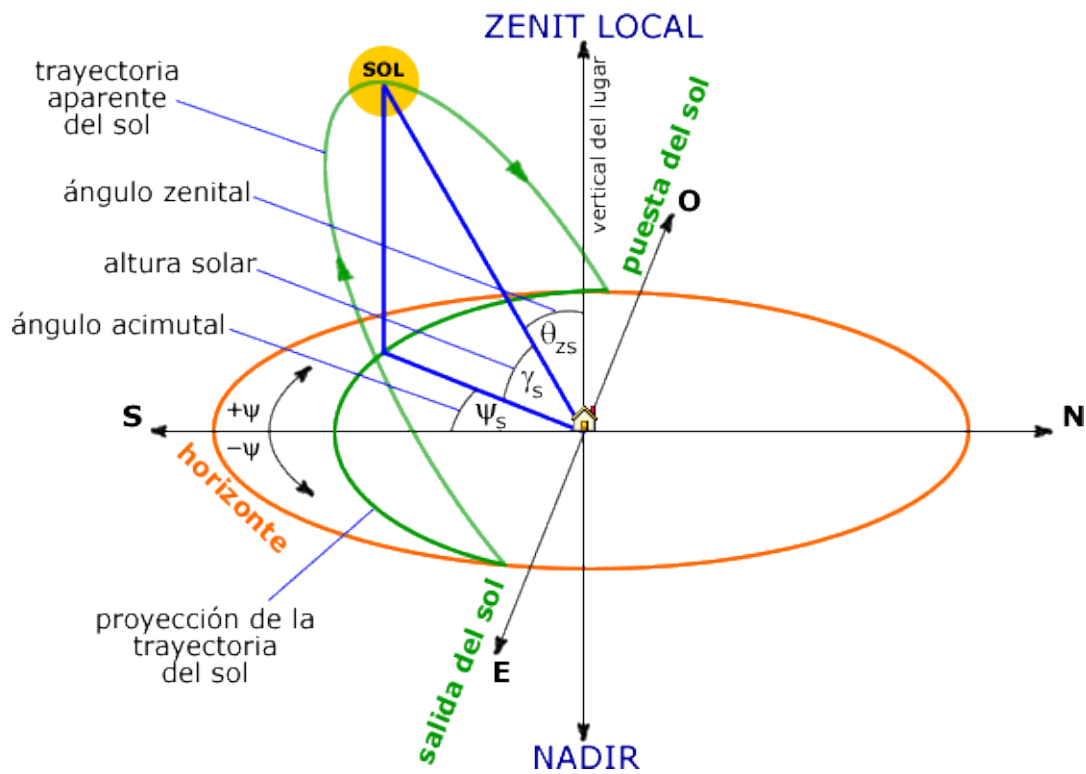 ZENIT LOCAL
SOL
trayectoria
aparente
del sol
vertical del lugar
puesta del sol
ángulo zenital
O
altura solar
ángulo acimutal
θzs
γs
ψs
S
+ψ
−ψ
N
horizonte
proyección de la
trayectoria
del sol
salida del sol
E
NADIR